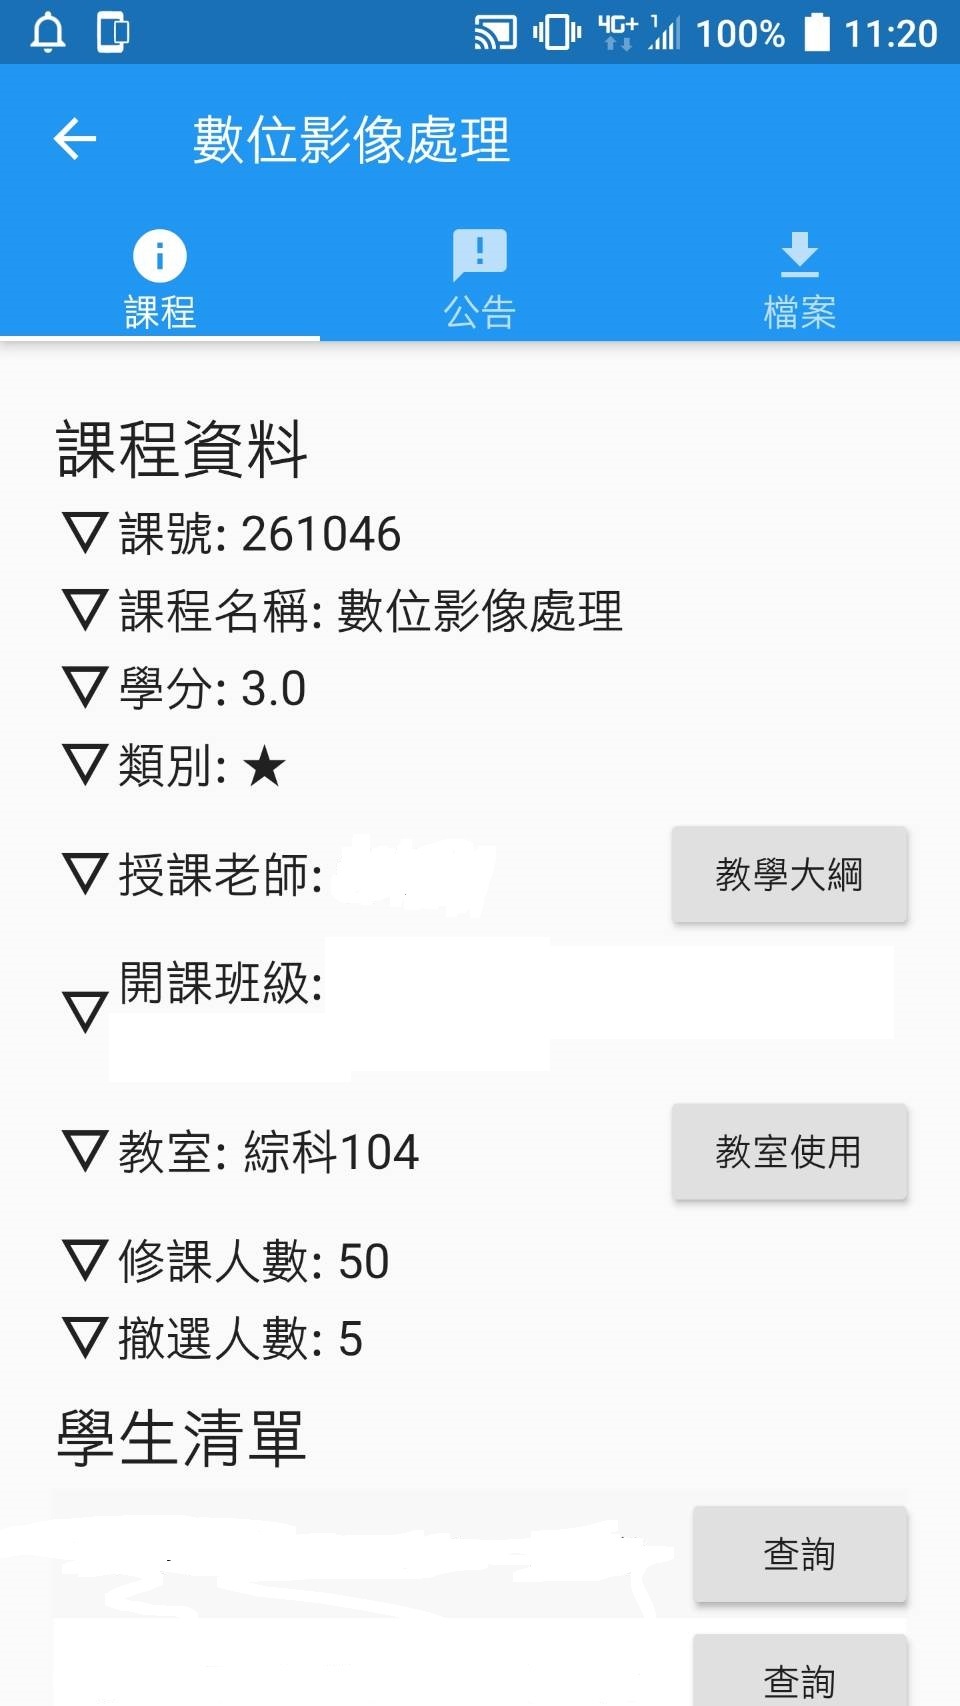 4G+ 1 100% 11:20
數位影像處理
課程 公告 檔案
課程資料
▽ 課號: 261046
▽ 課程名稱: 數位影像處理
▽ 學分: 3.0
▽ 類別: ★
▽ 授課老師: 教學大綱
▽ 開課班級:
▽ 教室: 綜科104 教室使用
▽ 修課人數: 50
▽ 撤選人數: 5
學生清單
查詢
查詢